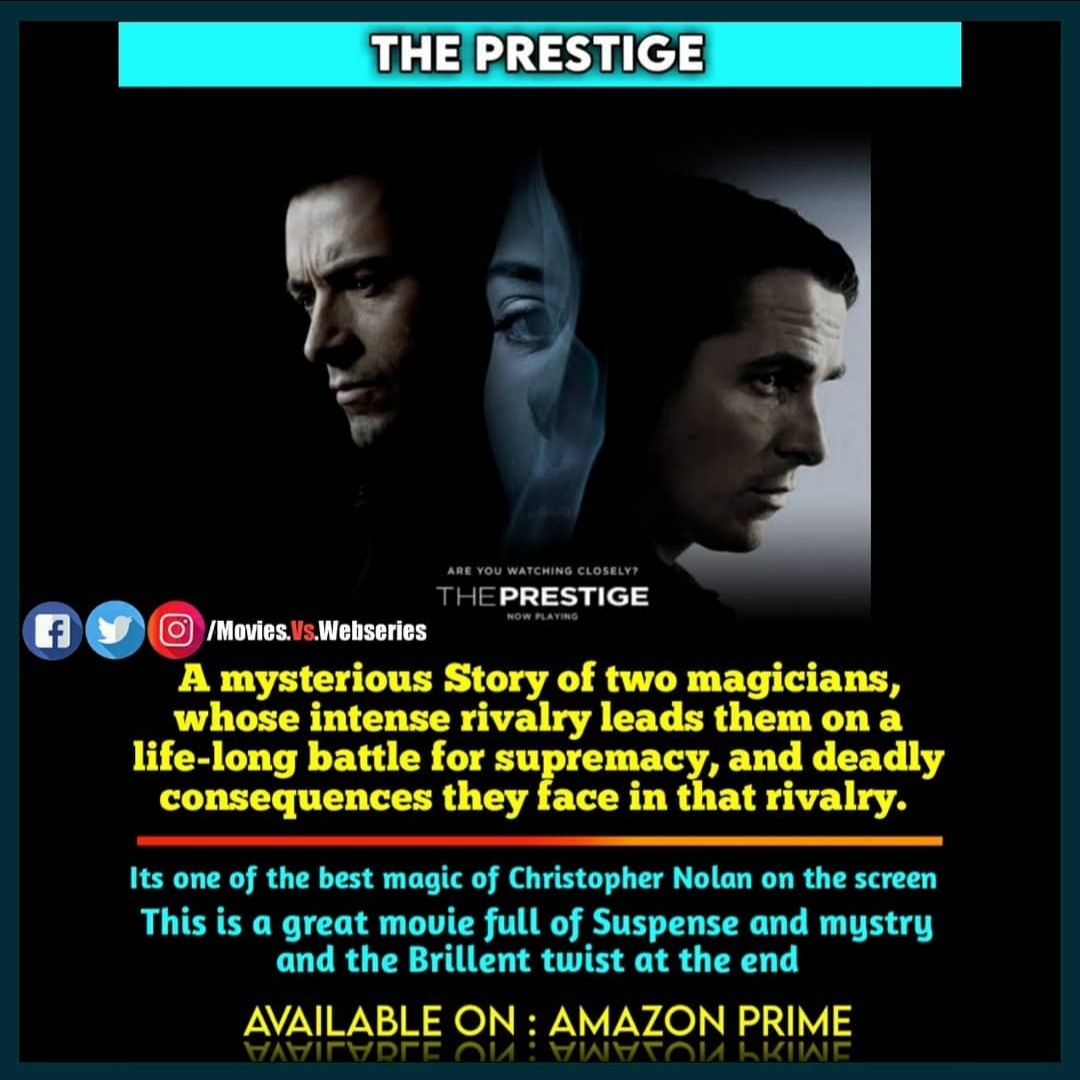 THE PRESTIGE
ARE YOU WATCHING CLOSELY?
THE PRESTIGE
NOW PLAYING
/Movies.Vs.Webseries
A mysterious Story of two magicians,
whose intense rivalry leads them on a
life-long battle for supremacy, and deadly
consequences they face in that rivalry.
Its one of the best magic of Christopher Nolan on the screen
This is a great movie full of Suspense and mystry
and the Brillent twist at the end
AVAILABLE ON : AMAZON PRIME